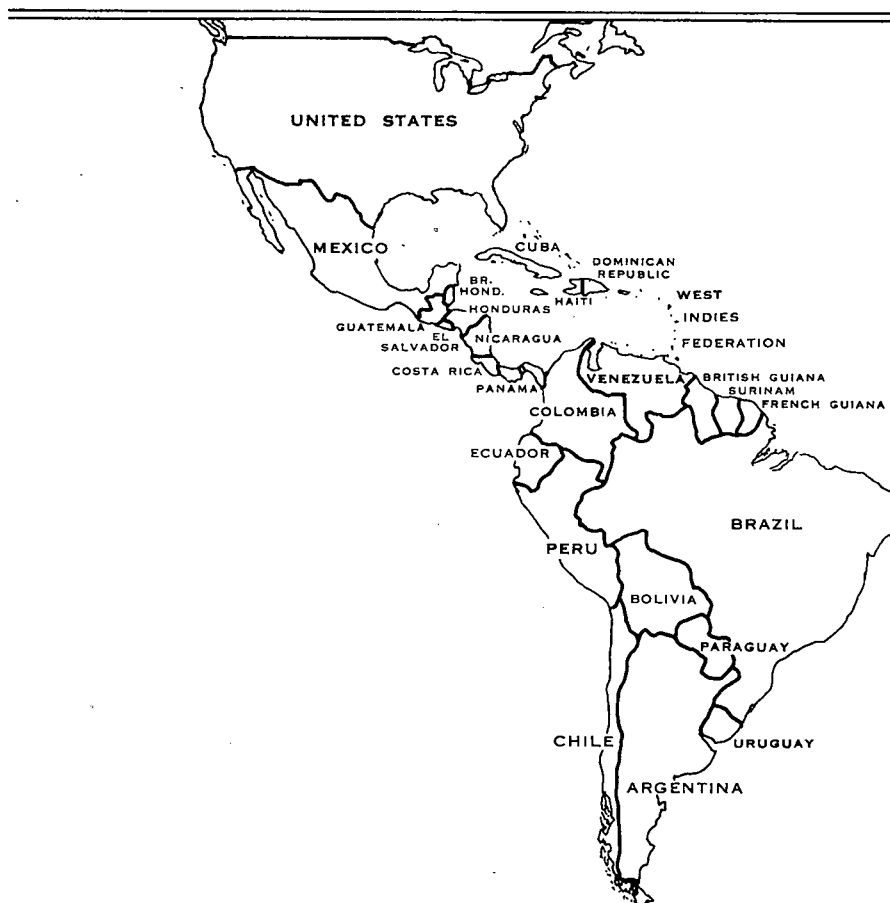 UNITED STATES
MEXICO
CUBA
DOMINICAN
REPUBLIC
HAITI
WEST
INDIES
FEDERATION
BR.
HOND.
HONDURAS
GUATEMALA
EL
SALVADOR
NICARAGUA
COSTA RICA
PANAMA
VENEZUELA
BRITISH GUIANA
SURINAM
FRENCH GUIANA
COLOMBIA
ECUADOR
BRAZIL
PERU
BOLIVIA
PARAGUAY
CHILE
URUGUAY
ARGENTINA